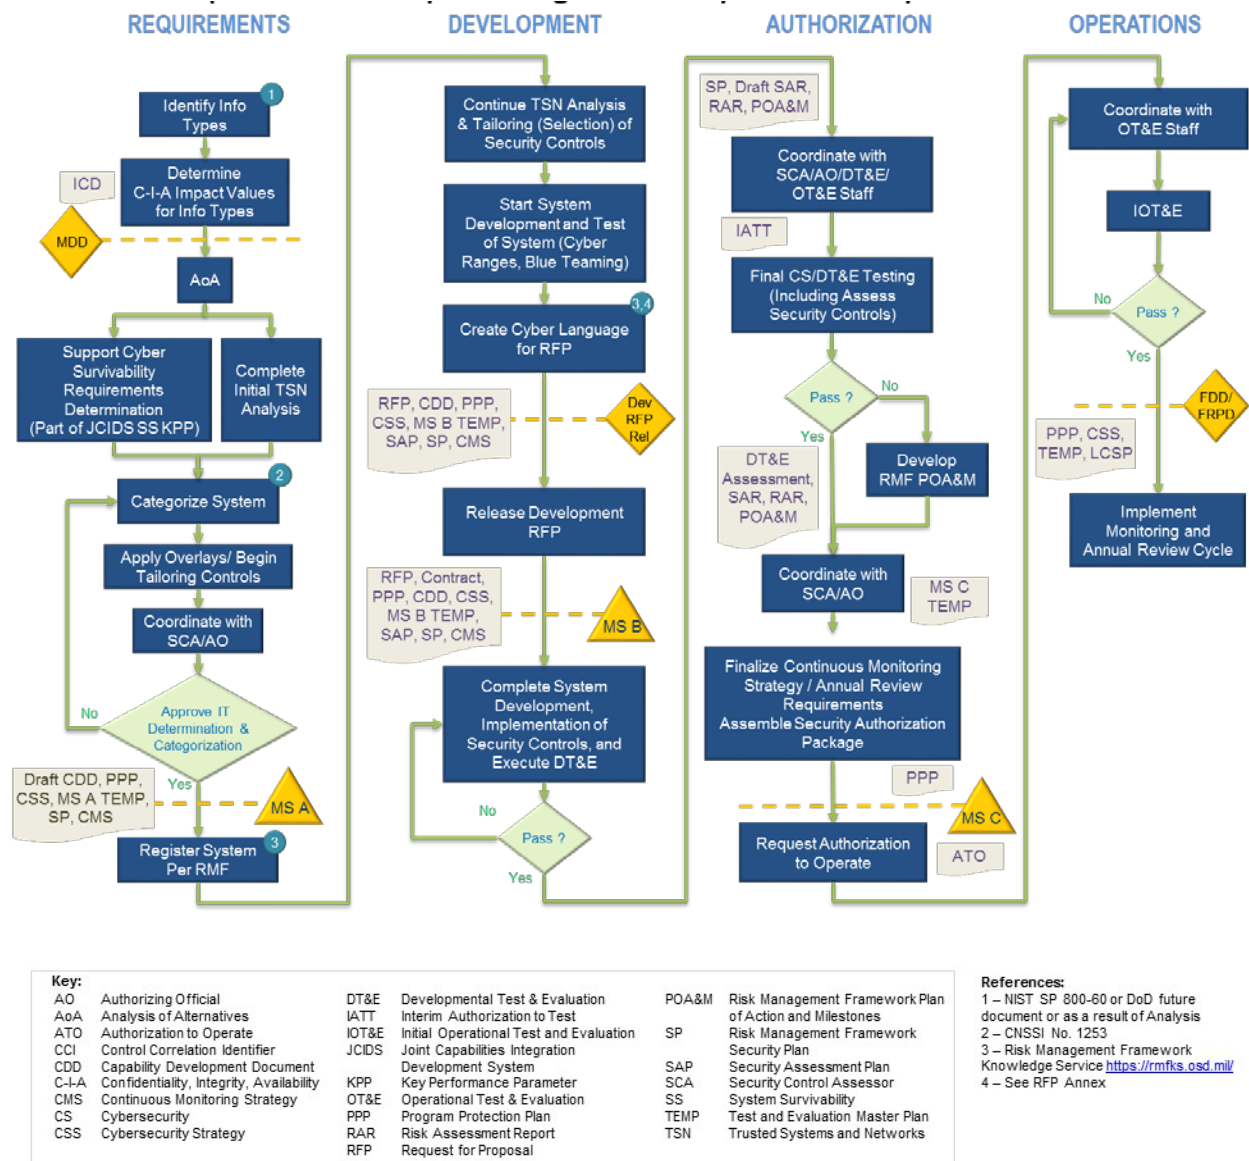 REQUIREMENTS
Identify Info
Types
1
ICD
Determine
C-I-A Impact Values
for Info Types
MDD
AoA
Support Cyber
Survivability
Requirements
Determination
(Part of JCIDS SS KPP)
Complete
Initial TSN
Analysis
Categorize System
2
Apply Overlays/ Begin
Tailoring Controls
Coordinate with
SCA/AO
No
Approve IT
Determination &
Categorization
Yes
Draft CDD, PPP,
CSS, MS A TEMP,
SP, CMS
MS A
Register System
Per RMF
3
DEVELOPMENT
Continue TSN Analysis
& Tailoring (Selection) of
Security Controls
Start System
Development and Test
of System (Cyber
Ranges, Blue Teaming)
3,4
Create Cyber Language
for RFP
RFP, CDD, PPP,
CSS, MS B TEMP,
SAP, SP, CMS
Dev
RFP
Rel
Release Development
RFP
RFP, Contract,
PPP, CDD, CSS,
MS B TEMP,
SAP, SP, CMS
MS B
Complete System
Development,
Implementation of
Security Controls, and
Execute DT&E
No
Pass ?
Yes
AUTHORIZATION
SP, Draft SAR,
RAR, POA&M
Coordinate with
SCA/AO/DT&E/
OT&E Staff
IATT
Final CS/DT&E Testing
(Including Assess
Security Controls)
Pass ?
No
Yes
DT&E
Assessment,
SAR, RAR,
POA&M
Develop
RMF POA&M
Coordinate with
SCA/AO
MS C
TEMP
Finalize Continuous Monitoring
Strategy / Annual Review
Requirements
Assemble Security Authorization
Package
PPP
MS C
Request Authorization
to Operate
ATO
OPERATIONS
Coordinate with
OT&E Staff
IOT&E
No
Pass ?
Yes
FDD/
FRPD
PPP, CSS,
TEMP, LCSP
Implement
Monitoring and
Annual Review Cycle
Key:
AO Authorizing Official
AoA Analysis of Alternatives
ATO Authorization to Operate
CCI Control Correlation Identifier
CDD Capability Development Document
C-I-A Confidentiality, Integrity, Availability
CMS Continuous Monitoring Strategy
CS Cybersecurity
CSS Cybersecurity Strategy
DT&E Developmental Test & Evaluation
IATT Interim Authorization to Test
IOT&E Initial Operational Test and Evaluation
JCIDS Joint Capabilities Integration
Development System
KPP Key Performance Parameter
OT&E Operational Test & Evaluation
PPP Program Protection Plan
RAR Risk Assessment Report
RFP Request for Proposal
POA&M Risk Management Framework Plan
of Action and Milestones
SP Risk Management Framework
Security Plan
SAP Security Assessment Plan
SCA Security Control Assessor
SS System Survivability
TEMP Test and Evaluation Master Plan
TSN Trusted Systems and Networks
References:
1 – NIST SP 800-60 or DoD future
document or as a result of Analysis
2 – CNSSI No. 1253
3 – Risk Management Framework
Knowledge Service https://rmfks.osd.mil/
4 – See RFP Annex